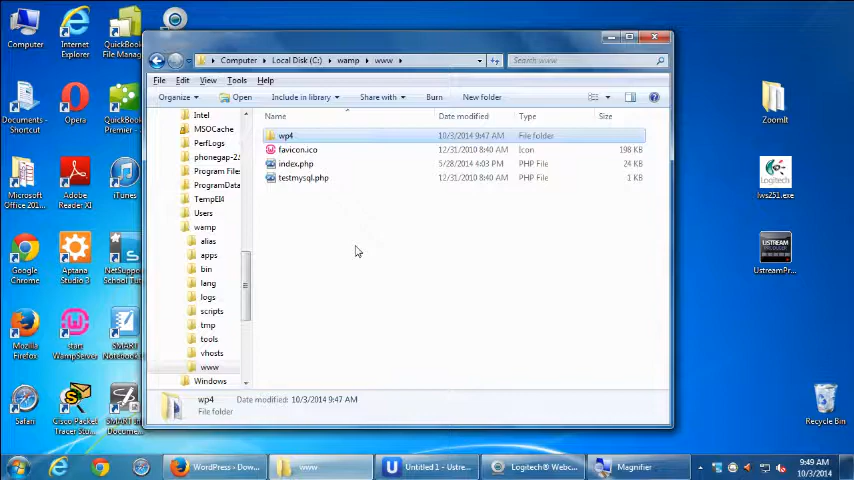 Computer
Internet
Explorer
QuickBook
File Manag
Documents -
Shortcut
Opera
QuickBook
Premier -
Microsoft
Office 201...
Adobe
Reader XI
iTunes
Google
Chrome
Aptana
Studio 3
NetSuppor
School Tu
Mozilla
Firefox
start
WampServer
SMART
Notebook
Safari
Cisco Packet
Tracer Stu...
SMART In
Docume...
Computer
Local Disk (C:)
wamp
www
Search www
File Edit View Tools Help
Organize
Open
Include in library
Share with
Burn
New folder
Intel
MSOCache
PerfLogs
phonegap-2.
Program Files
ProgramData
TempEI4
Users
wamp
alias
apps
bin
lang
logs
scripts
tmp
tools
vhosts
www
Windows
Name Date modified Type Size
wp4 10/3/2014 9:47 AM File folder
favicon.ico 12/31/2010 8:40 AM Icon 198 KB
index.php 5/28/2014 4:03 PM PHP File 24 KB
testmysql.php 12/31/2010 8:40 AM PHP File 1 KB
wp4 Date modified: 10/3/2014 9:47 AM
File folder
ZoomIt
Logitech
lws251.exe
USTREAM
PRODUCER
UstreamPr...
Recycle Bin
WordPress › Dow...
www
Untitled 1 - Ustre...
Logitech® Webc...
Magnifier
9:49 AM
10/3/2014